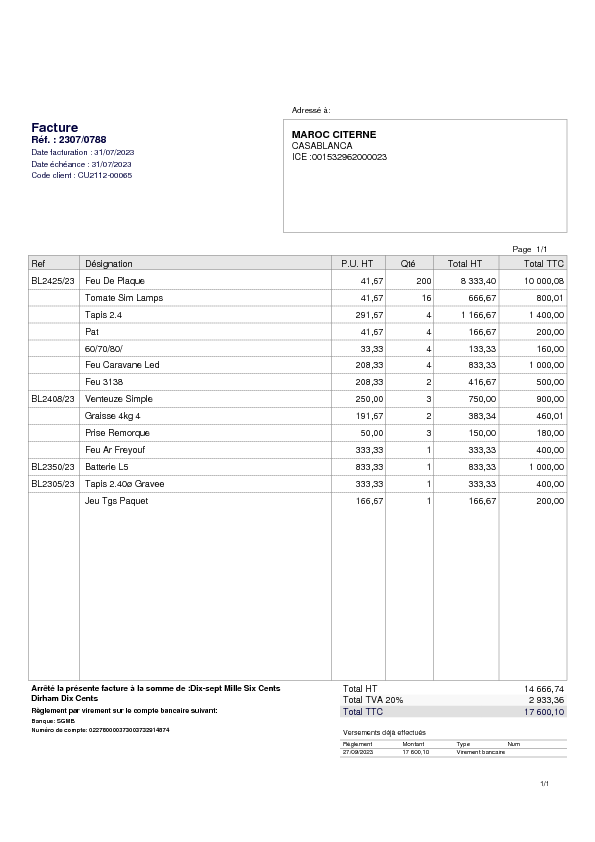 Adressé à:
Facture
Réf. : 2307/0788
Date facturation : 31/07/2023
Date échéance : 31/07/2023
Code client : CU2112-00065
MAROC CITERNE
CASABLANCA
ICE :001532962000023
Page 1/1
Ref Désignation P.U. HT Qté Total HT Total TTC
BL2425/23 Feu De Plaque 41,67 200 8 333,40 10 000,08
Tomate Sim Lamps 41,67 16 666,67 800,01
Tapis 2.4 291,67 4 1 166,67 1 400,00
Pat 41,67 4 166,67 200,00
60/70/80/ 33,33 4 133,33 160,00
Feu Caravane Led 208,33 4 833,33 1 000,00
Feu 3138 208,33 2 416,67 500,00
BL2408/23 Venteuze Simple 250,00 3 750,00 900,00
Graisse 4kg 4 191,67 2 383,34 460,01
Prise Remorque 50,00 3 150,00 180,00
Feu Ar Freyouf 333,33 1 333,33 400,00
BL2350/23 Batterie L5 833,33 1 833,33 1 000,00
BL2305/23 Tapis 2.40ø Gravee 333,33 1 333,33 400,00
Jeu Tgs Paquet 166,67 1 166,67 200,00
Arrêté la présente facture à la somme de :Dix-sept Mille Six Cents
Dirham Dix Cents
Règlement par virement sur le compte bancaire suivant:
Banque: SGMB
Numéro de compte:
Total HT 14 666,74
Total TVA 20% 2 933,36
Total TTC 17 600,10
Versements déjà effectués
Règlement Montant Type Num
27/09/2023 17 600,10 Virement bancaire
1/1